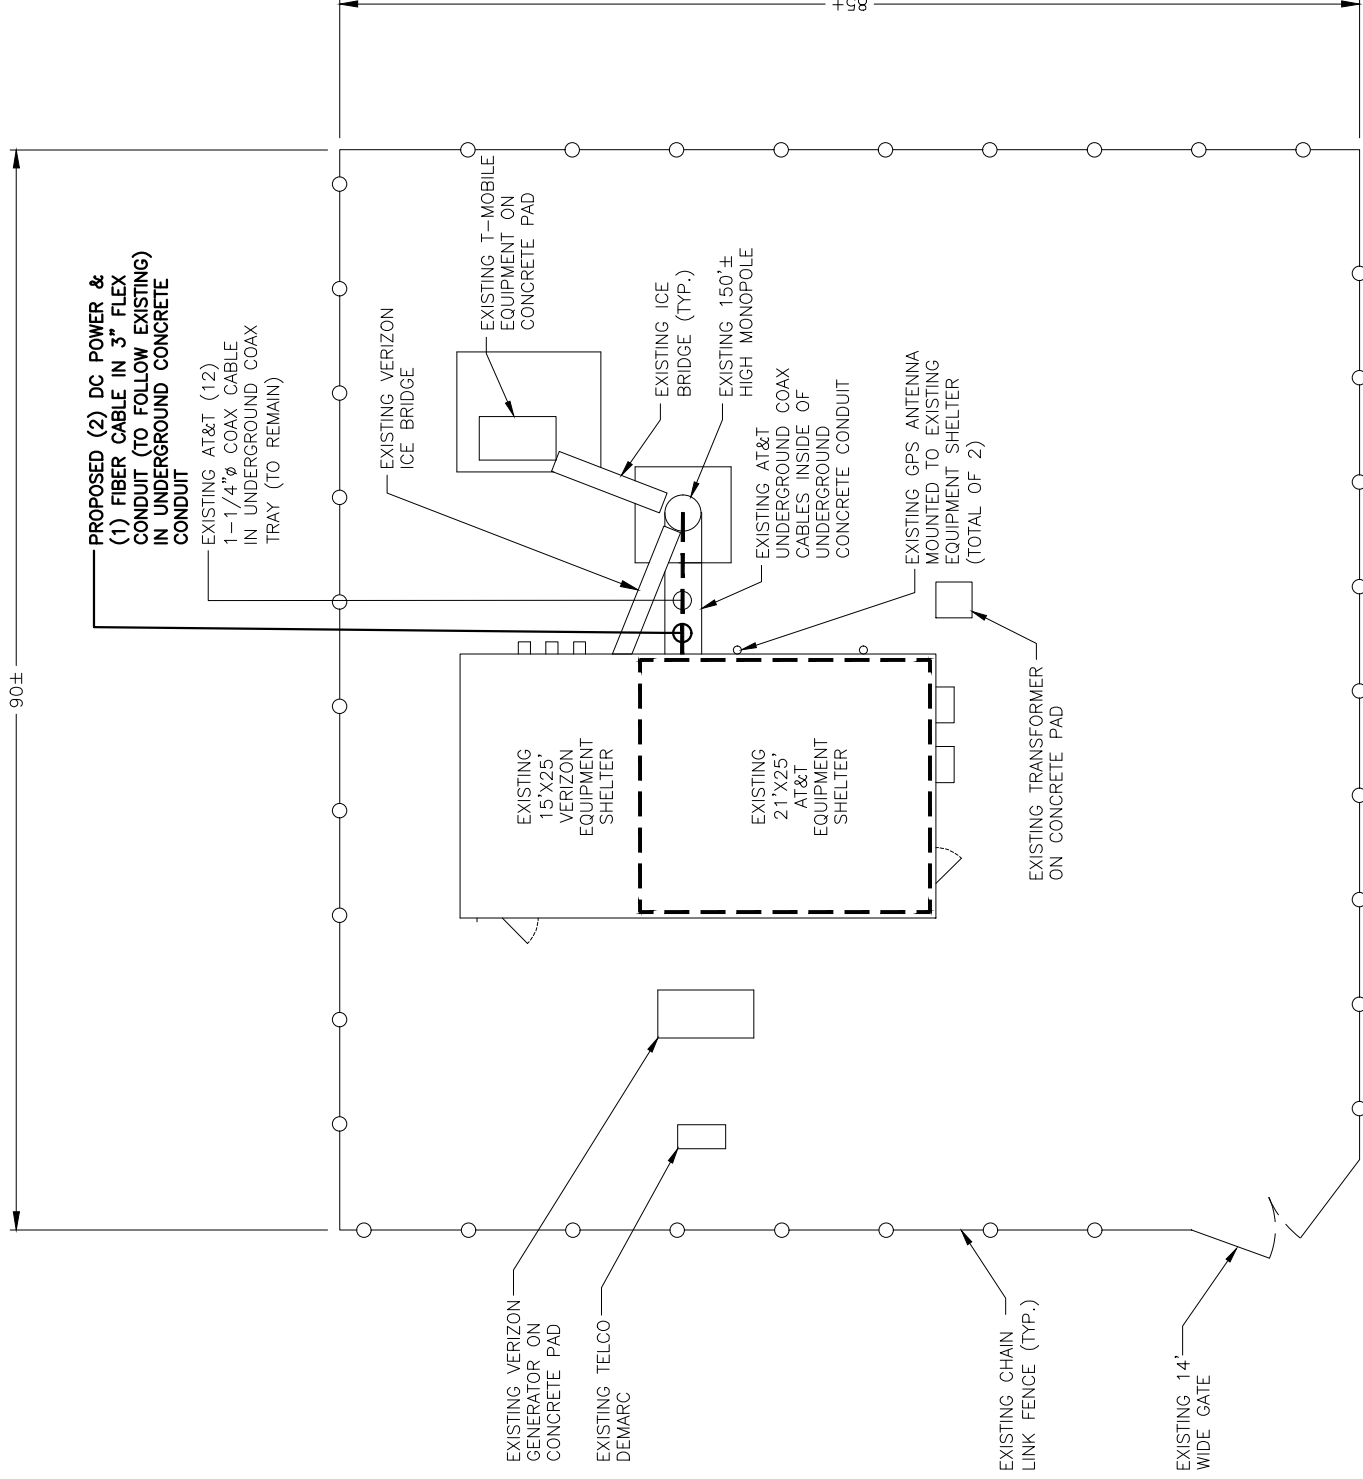 90±
85±
PROPOSED (2) DC POWER &
(1) FIBER CABLE IN 3" FLEX
CONDUIT (TO FOLLOW EXISTING)
IN UNDERGROUND CONCRETE
CONDUIT
EXISTING AT&T (12)
1-1/4"ø COAX CABLE
IN UNDERGROUND COAX
TRAY (TO REMAIN)
EXISTING VERIZON
ICE BRIDGE
EXISTING T-MOBILE
EQUIPMENT ON
CONCRETE PAD
EXISTING ICE
BRIDGE (TYP.)
EXISTING 150'±
HIGH MONOPOLE
EXISTING AT&T
UNDERGROUND COAX
CABLES INSIDE OF
UNDERGROUND
CONCRETE CONDUIT
EXISTING GPS ANTENNA
MOUNTED TO EXISTING
EQUIPMENT SHELTER
(TOTAL OF 2)
EXISTING
15'X25'
VERIZON
EQUIPMENT
SHELTER
EXISTING
21'X25'
AT&T
EQUIPMENT
SHELTER
EXISTING TRANSFORMER
ON CONCRETE PAD
EXISTING VERIZON
GENERATOR ON
CONCRETE PAD
EXISTING TELCO
DEMARC
EXISTING CHAIN
LINK FENCE (TYP.)
EXISTING 14'
WIDE GATE